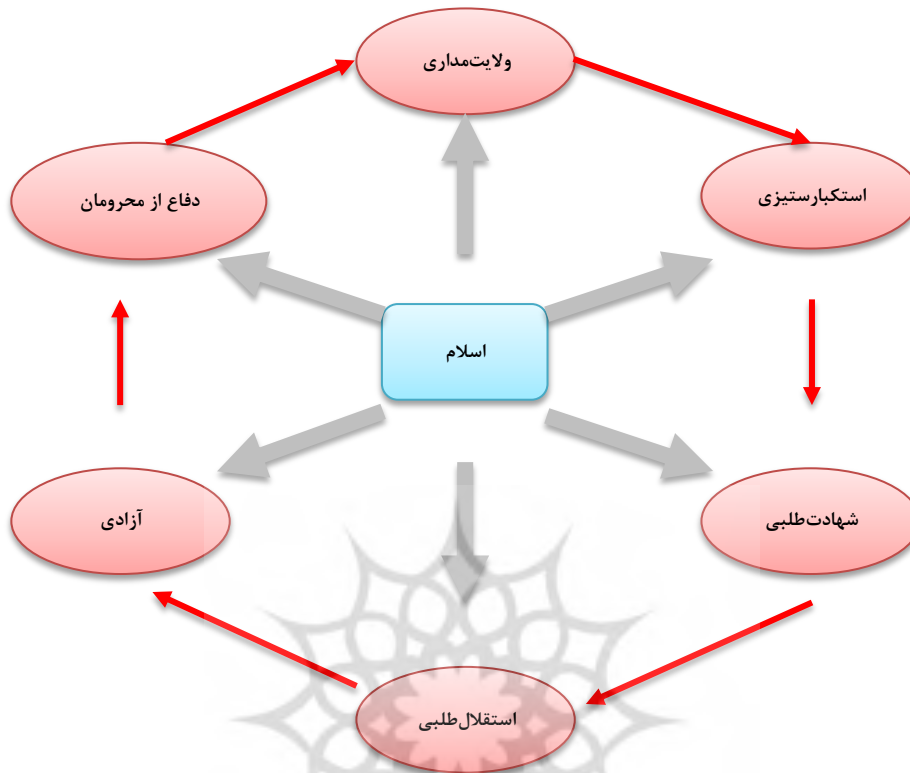 ولایت‌مداری
استکبارستیزی
دفاع از محرومان
اسلام
شهادت‌طلبی
آزادی
استقلال‌طلبی